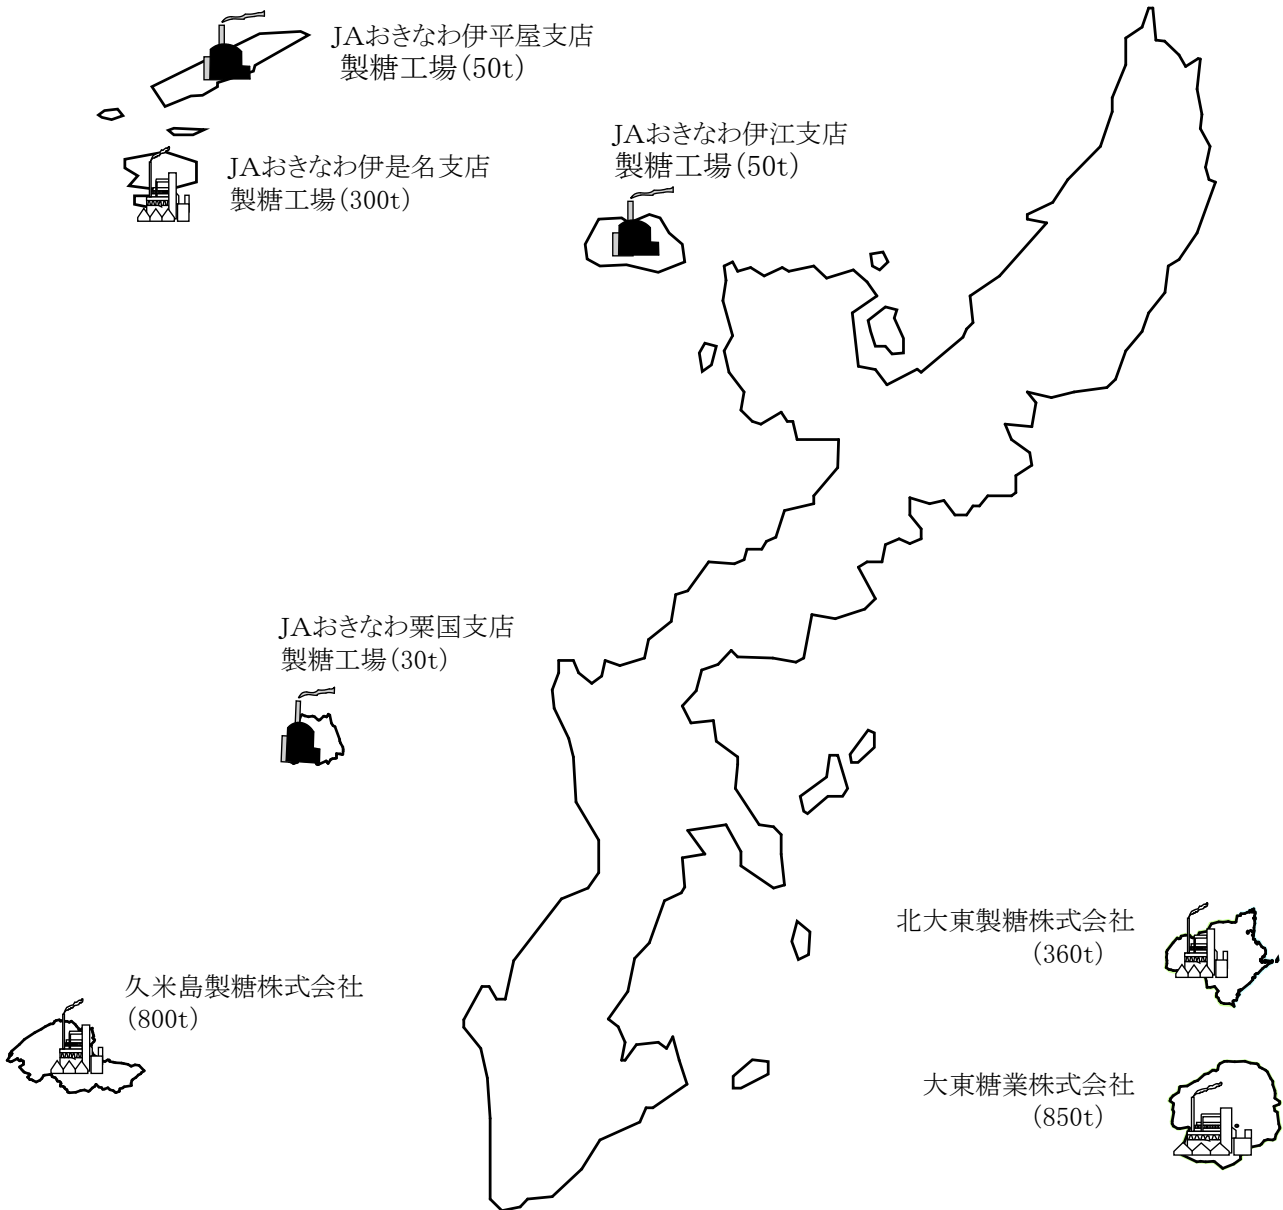 JAおきなわ伊平屋支店
製糖工場(50t)
JAおきなわ伊江支店
製糖工場(50t)
JAおきなわ伊是名支店
製糖工場(300t)
JAおきなわ粟国支店
製糖工場(30t)
北大東製糖株式会社
(360t)
久米島製糖株式会社
(800t)
大東糖業株式会社
(850t)